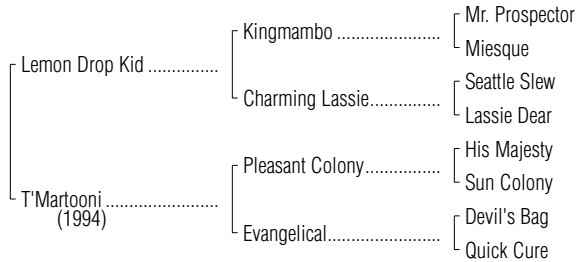 Mr. Prospector
Kingmambo ....................
Miesque
Lemon Drop Kid ..............
Seattle Slew
Charming Lassie..............
Lassie Dear
His Majesty
Pleasant Colony...............
Sun Colony
T'Martooni ......................
(1994)
Devil's Bag
Evangelical......................
Quick Cure